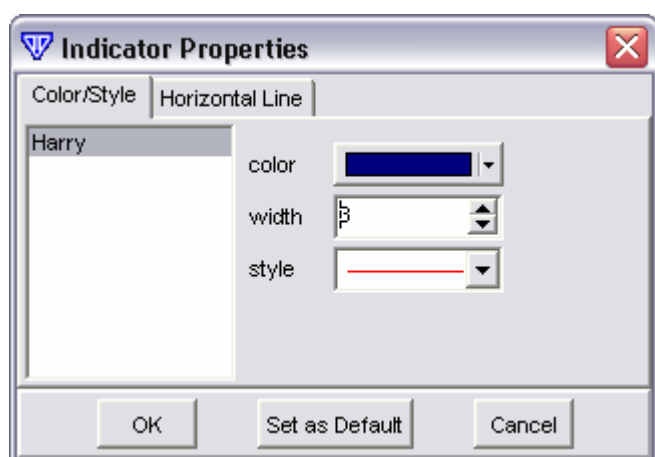 Indicator Properties
Color/Style Horizontal Line
Harry
color
width 3
style
OK Set as Default Cancel